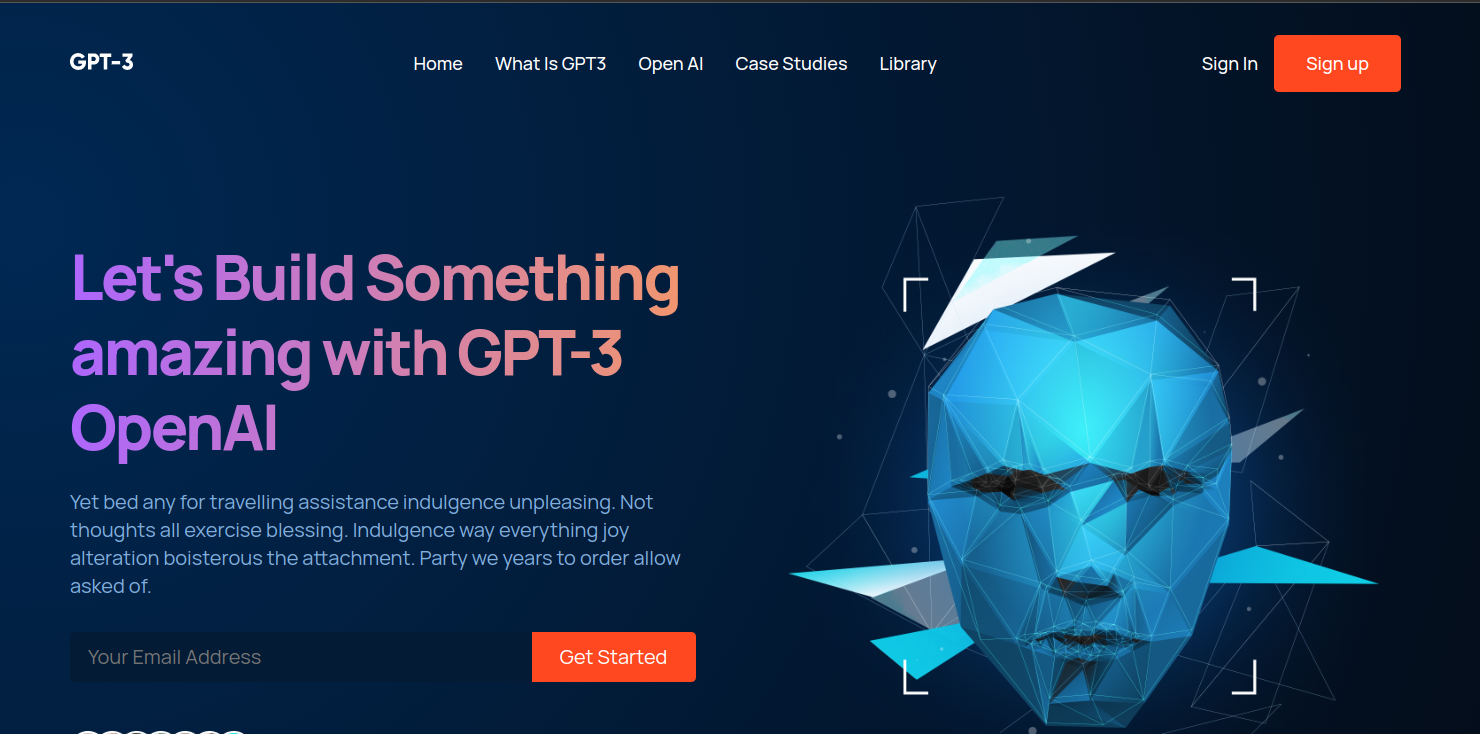 GPT-3
Home
What Is GPT3
Open AI
Case Studies
Library
Sign In
Sign up
Let's Build Something
amazing with GPT-3
OpenAI
Yet bed any for travelling assistance indulgence unpleasing. Not
thoughts all exercise blessing. Indulgence way everything joy
alteration boisterous the attachment. Party we years to order allow
asked of.
Your Email Address
Get Started